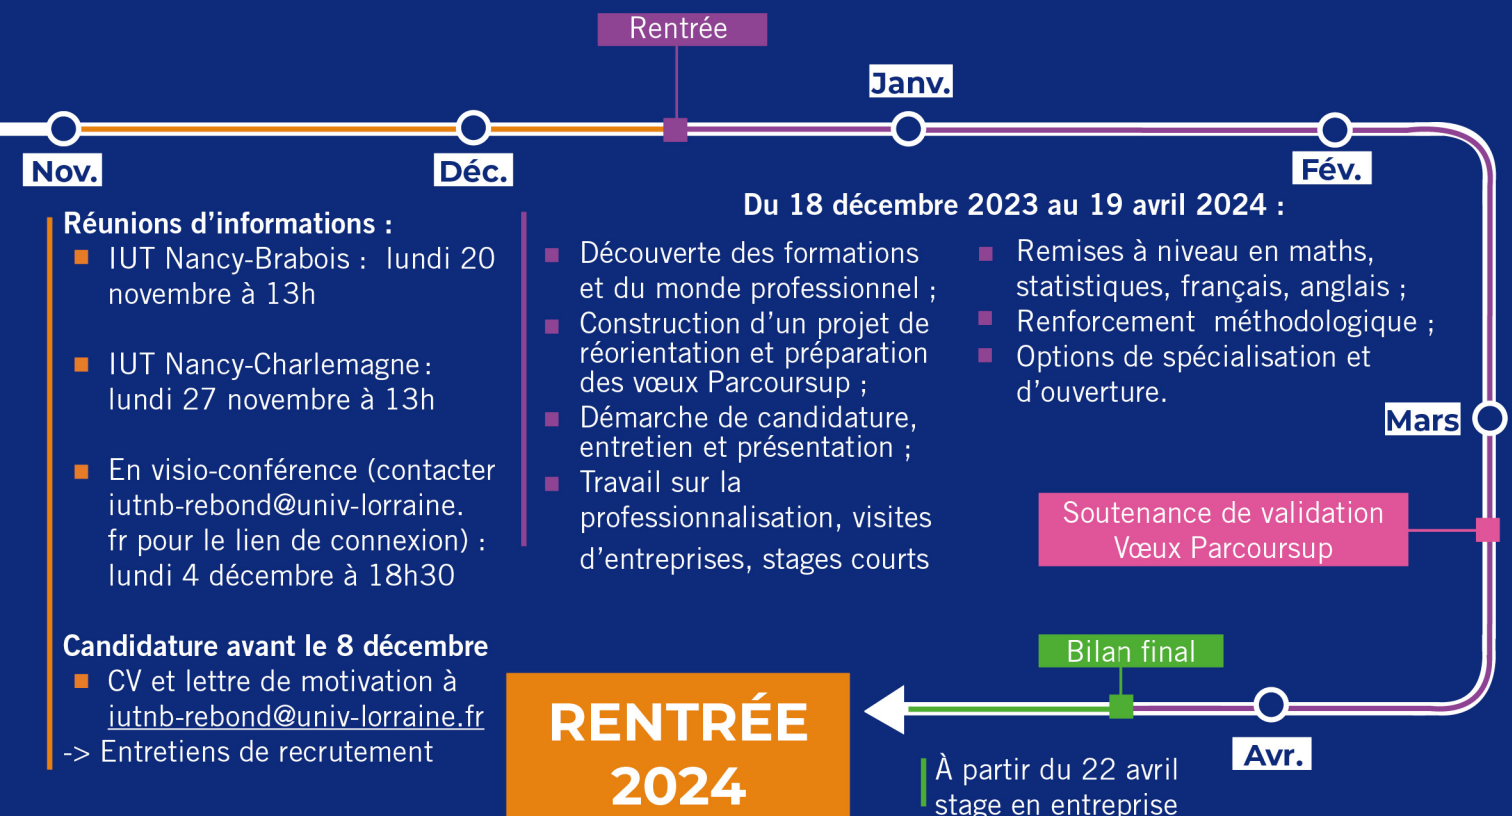 Rentrée
Janv.
Nov.
Déc.
Fév.
Réunions d’informations :
IUT Nancy-Brabois : lundi 20
novembre à 13h
IUT Nancy-Charlemagne :
lundi 27 novembre à 13h
En visio-conférence (contacter
iutnb-rebond@univ-lorraine.
fr pour le lien de connexion) :
lundi 4 décembre à 18h30
Candidature avant le 8 décembre
CV et lettre de motivation à
iutnb-rebond@univ-lorraine.fr
-> Entretiens de recrutement
Du 18 décembre 2023 au 19 avril 2024 :
Découverte des formations
et du monde professionnel ;
Construction d’un projet de
réorientation et préparation
des vœux Parcoursup ;
Démarche de candidature,
entretien et présentation ;
Travail sur la
professionnalisation, visites
d’entreprises, stages courts
Remises à niveau en maths,
statistiques, français, anglais ;
Renforcement méthodologique ;
Options de spécialisation et
d’ouverture.
Mars
Soutenance de validation
Vœux Parcoursup
Bilan final
Avr.
À partir du 22 avril
stage en entreprise
RENTRÉE
2024